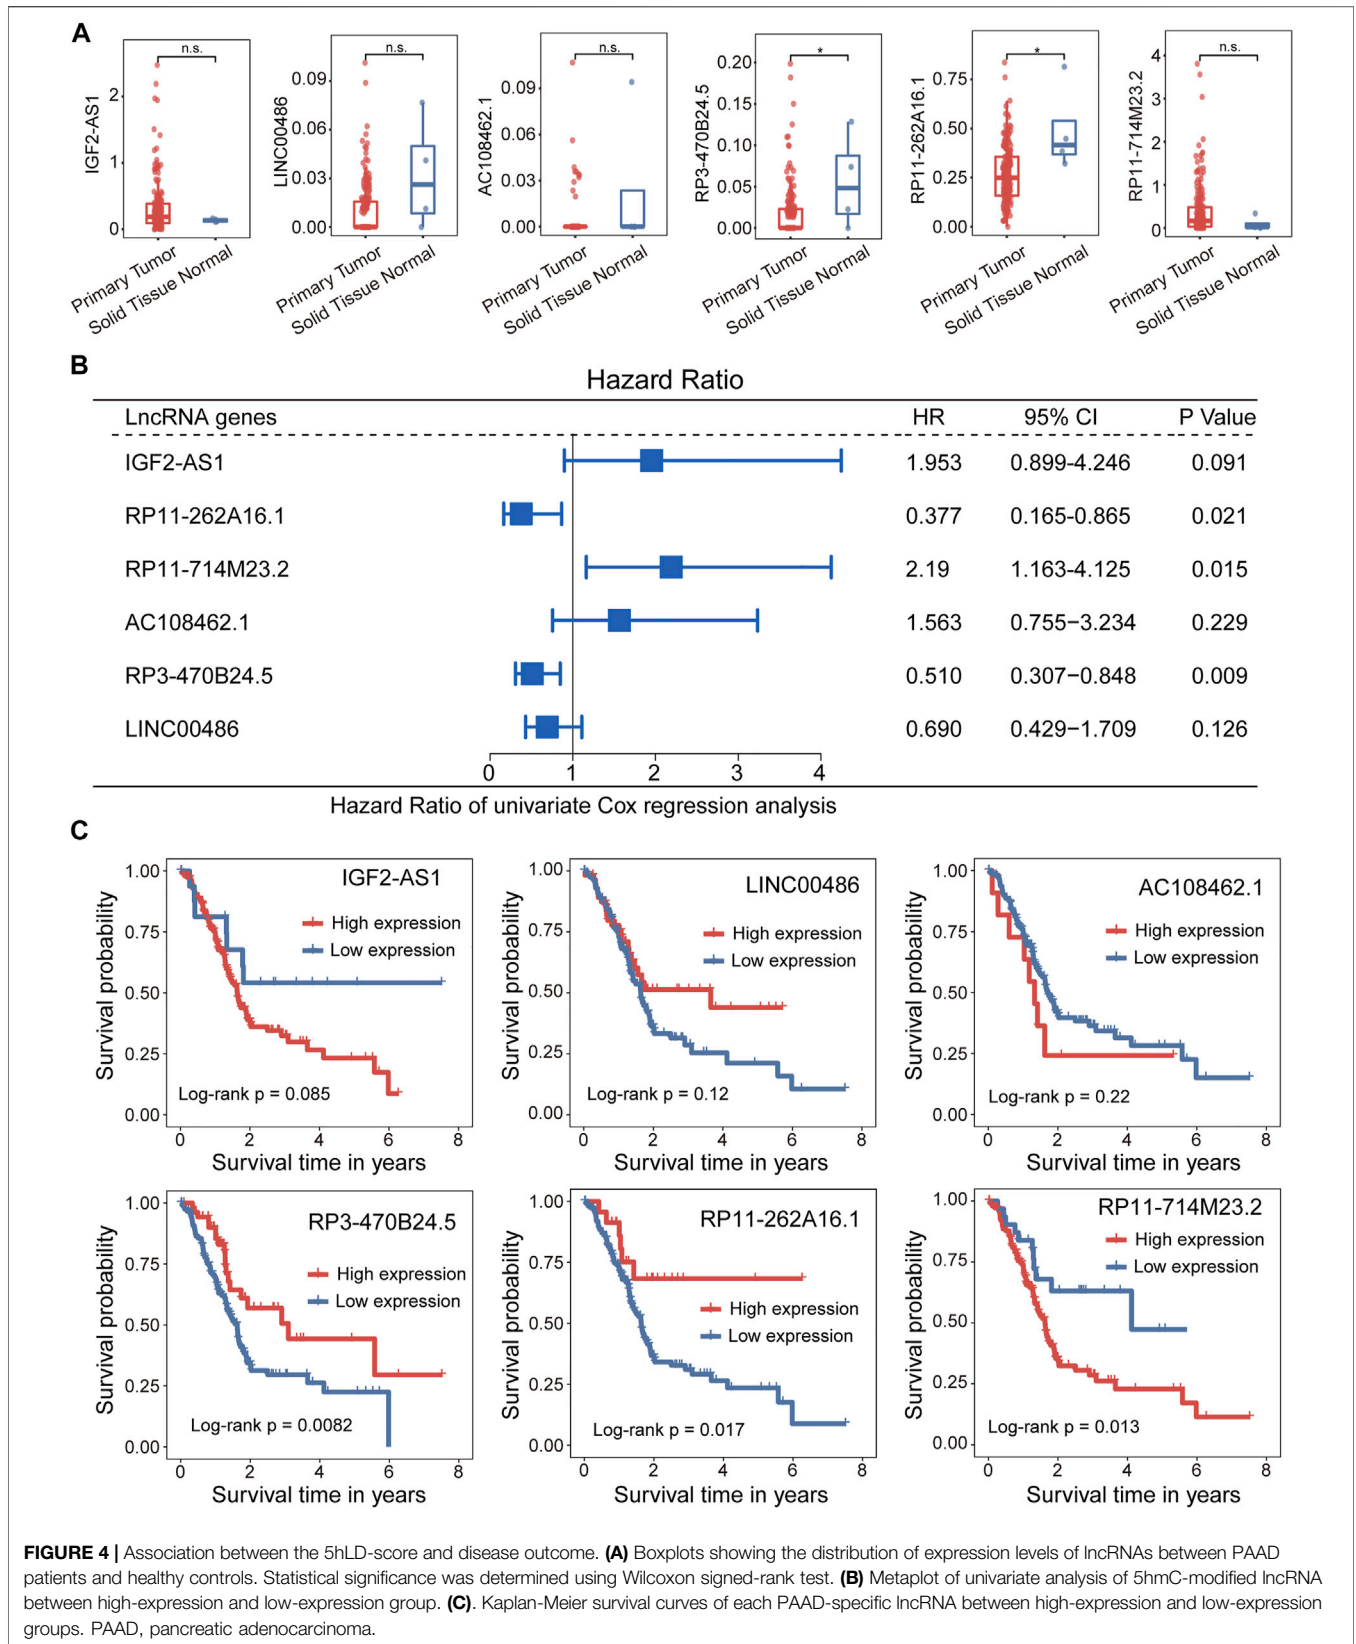 A
n.s.
IGF2-AS1
2
1
0
Primary Tumor
Solid Tissue Normal
n.s.
LINC00486
0.09
0.06
0.03
0.00
Primary Tumor
Solid Tissue Normal
n.s.
AC108462.1
0.09
0.06
0.03
0.00
Primary Tumor
Solid Tissue Normal
*
RP3-470B24.5
0.20
0.15
0.10
0.05
0.00
Primary Tumor
Solid Tissue Normal
*
RP11-262A16.1
0.75
0.50
0.25
0.00
Primary Tumor
Solid Tissue Normal
n.s.
RP11-714M23.2
4
3
2
1
0
Primary Tumor
Solid Tissue Normal
B
Hazard Ratio
LncRNA genes HR 95% CI P Value
IGF2-AS1 1.953 0.899-4.246 0.091
RP11-262A16.1 0.377 0.165-0.865 0.021
RP11-714M23.2 2.19 1.163-4.125 0.015
AC108462.1 1.563 0.755−3.234 0.229
RP3-470B24.5 0.510 0.307−0.848 0.009
LINC00486 0.690 0.429−1.709 0.126
0 1 2 3 4
Hazard Ratio of univariate Cox regression analysis
C
IGF2-AS1
High expression
Low expression
Survival probability
1.00
0.75
0.50
0.25
0.00
Log-rank p = 0.085
0 2 4 6 8
Survival time in years
LINC00486
High expression
Low expression
Survival probability
1.00
0.75
0.50
0.25
0.00
Log-rank p = 0.12
0 2 4 6 8
Survival time in years
AC108462.1
High expression
Low expression
Survival probability
1.00
0.75
0.50
0.25
0.00
Log-rank p = 0.22
0 2 4 6 8
Survival time in years
RP3-470B24.5
High expression
Low expression
Survival probability
1.00
0.75
0.50
0.25
0.00
Log-rank p = 0.0082
0 2 4 6 8
Survival time in years
RP11-262A16.1
High expression
Low expression
Survival probability
1.00
0.75
0.50
0.25
0.00
Log-rank p = 0.017
0 2 4 6 8
Survival time in years
RP11-714M23.2
High expression
Low expression
Survival probability
1.00
0.75
0.50
0.25
0.00
Log-rank p = 0.013
0 2 4 6 8
Survival time in years
FIGURE 4 | Association between the 5hLD-score and disease outcome. (A) Boxplots showing the distribution of expression levels of lncRNAs between PAAD
patients and healthy controls. Statistical significance was determined using Wilcoxon signed-rank test. (B) Metaplot of univariate analysis of 5hmC-modified lncRNA
between high-expression and low-expression group. (C). Kaplan-Meier survival curves of each PAAD-specific lncRNA between high-expression and low-expression
groups. PAAD, pancreatic adenocarcinoma.